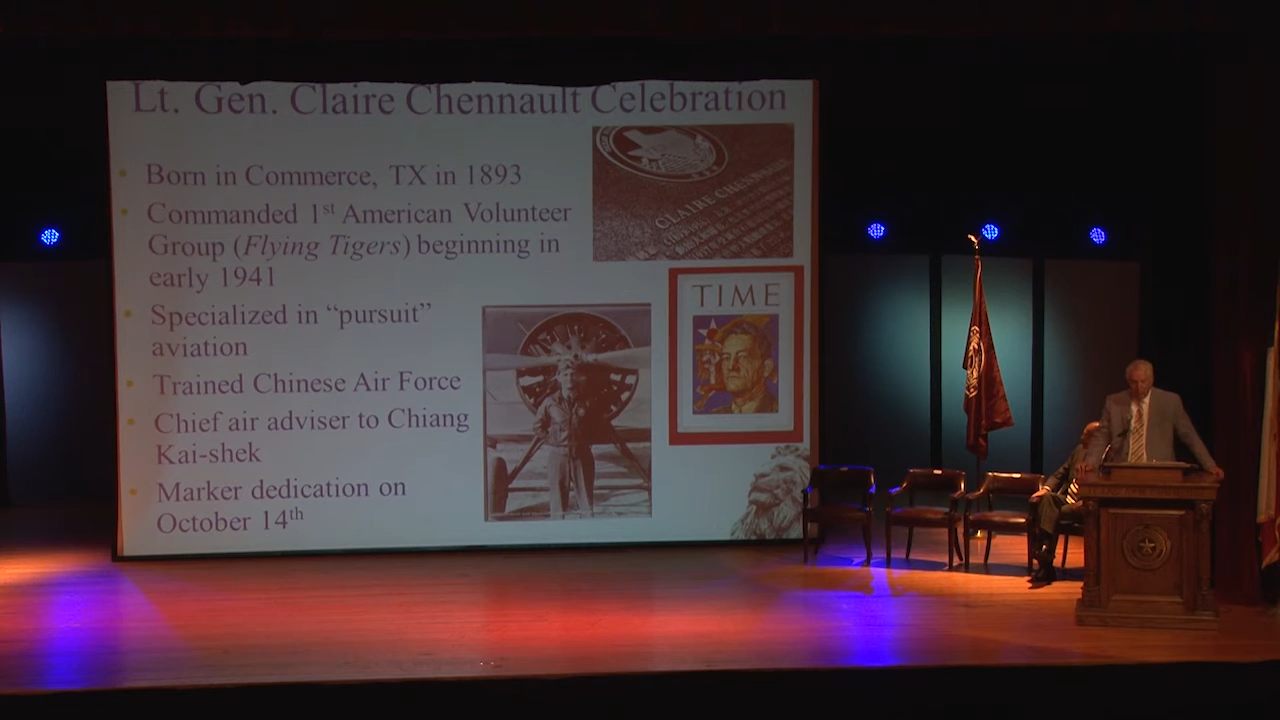 Lt. Gen. Claire Chennault Celebration
• Born in Commerce, TX in 1893
• Commanded 1st American Volunteer
Group (Flying Tigers) beginning in
early 1941
• Specialized in “pursuit”
aviation
• Trained Chinese Air Force
• Chief air adviser to Chiang
Kai-shek
• Marker dedication on
October 14th
CLAIRE CHENNAULT
TIME